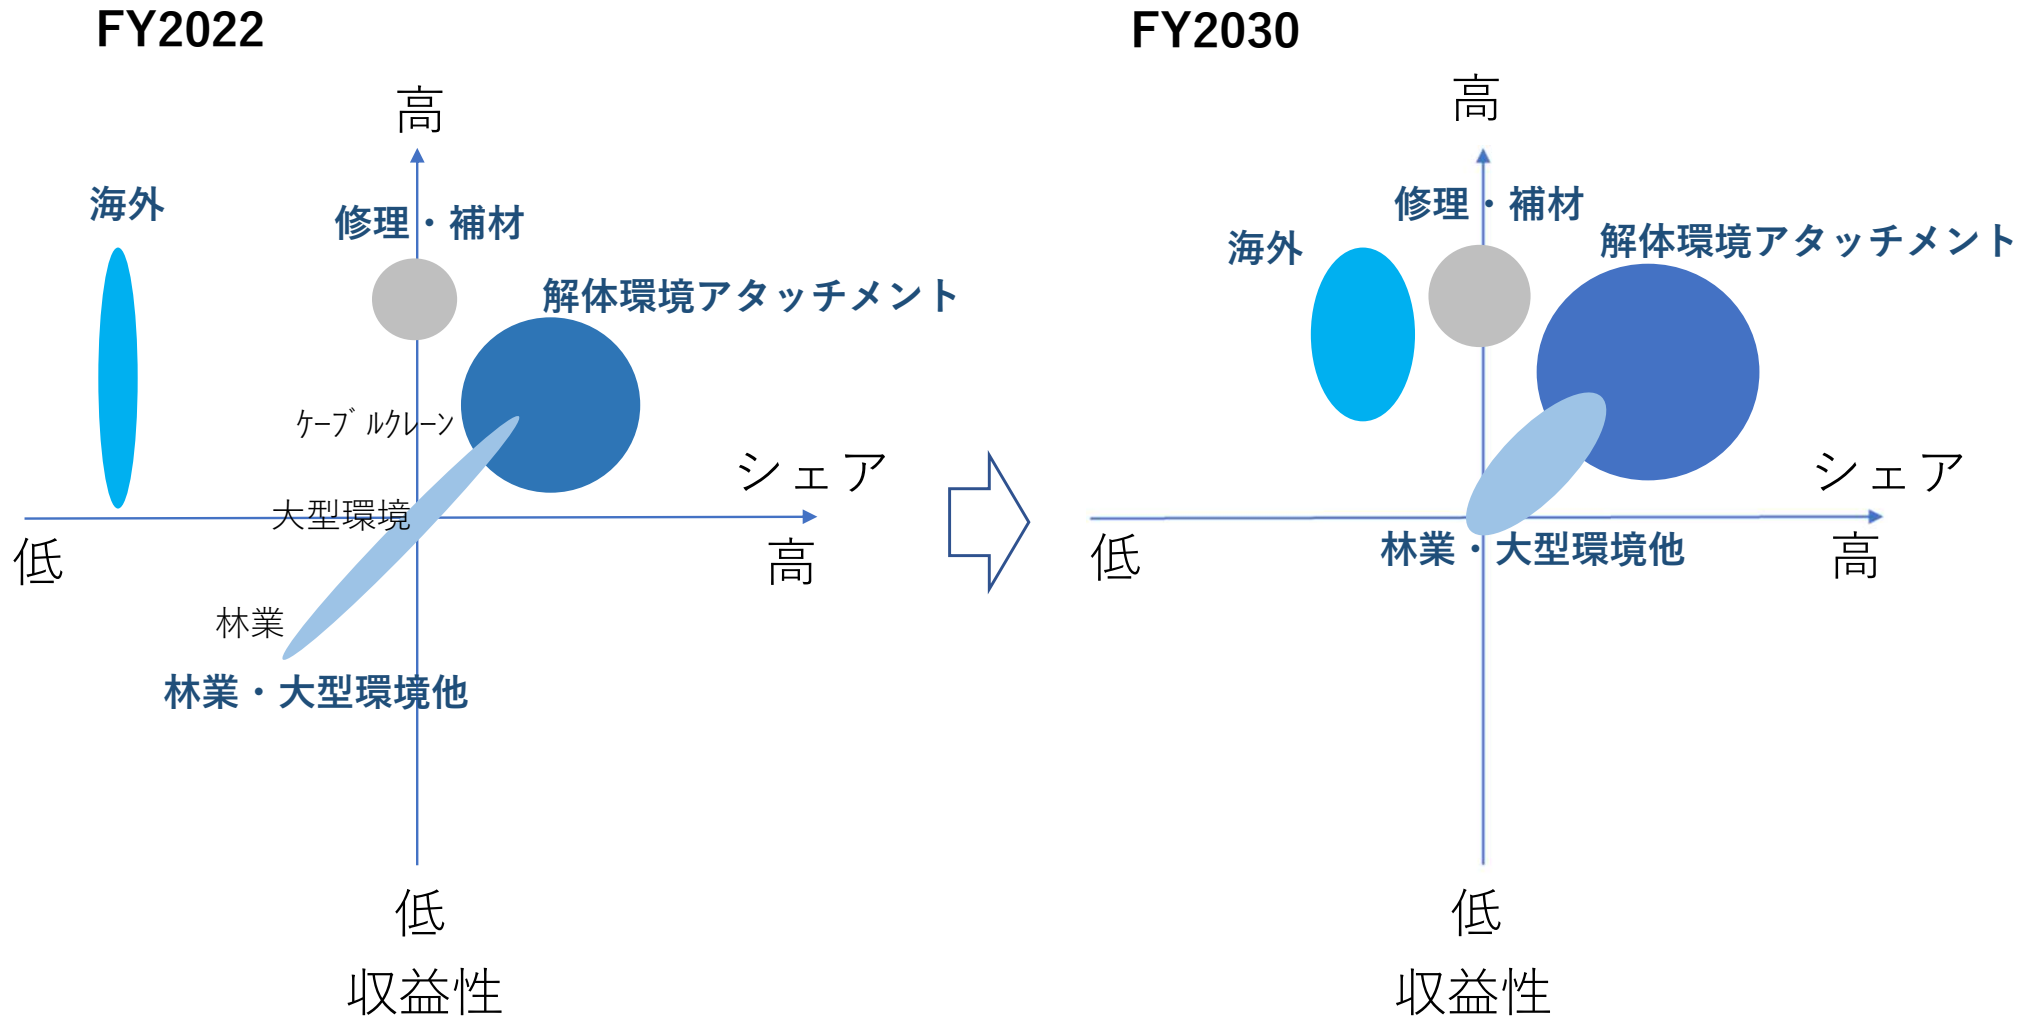 FY2022
高
海外
修理・補材
解体環境アタッチメント
ｹｰﾌﾞﾙｸﾚｰﾝ
シェア
大型環境
低
高
林業
林業・大型環境他
低
収益性
FY2030
高
修理・補材
解体環境アタッチメント
海外
シェア
低
林業・大型環境他
高
低
収益性